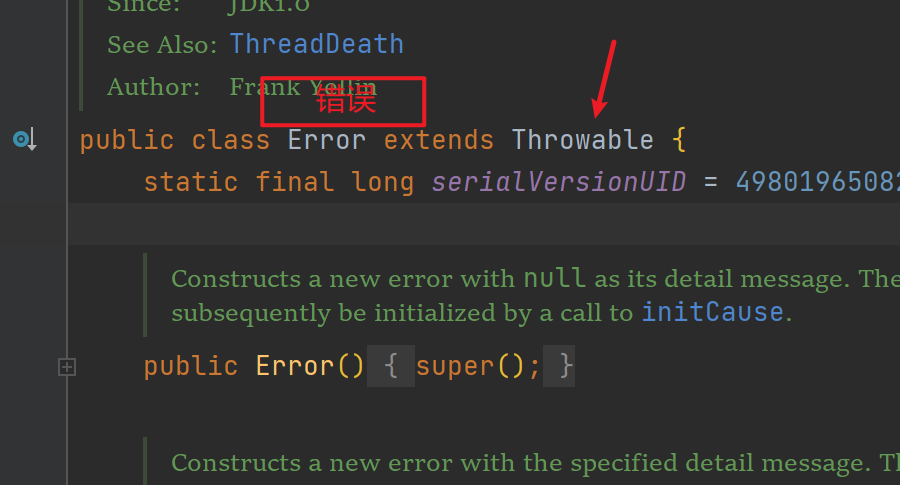 Since: JDK1.0
See Also: ThreadDeath
Author: Frank Yellin
错误
public class Error extends Throwable {
static final long serialVersionUID = 49801965082
Constructs a new error with null as its detail message. The
subsequently be initialized by a call to initCause.
public Error() { super(); }
Constructs a new error with the specified detail message. Th